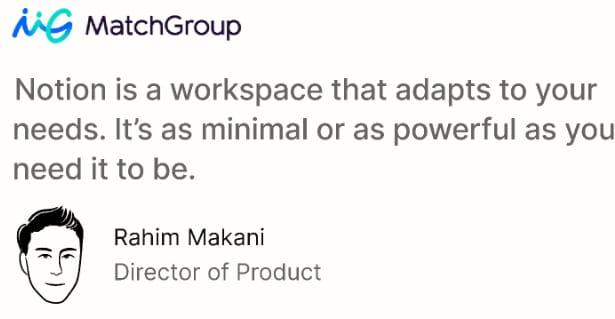 MatchGroup
Notion is a workspace that adapts to your
needs. It’s as minimal or as powerful as you
need it to be.
Rahim Makani
Director of Product